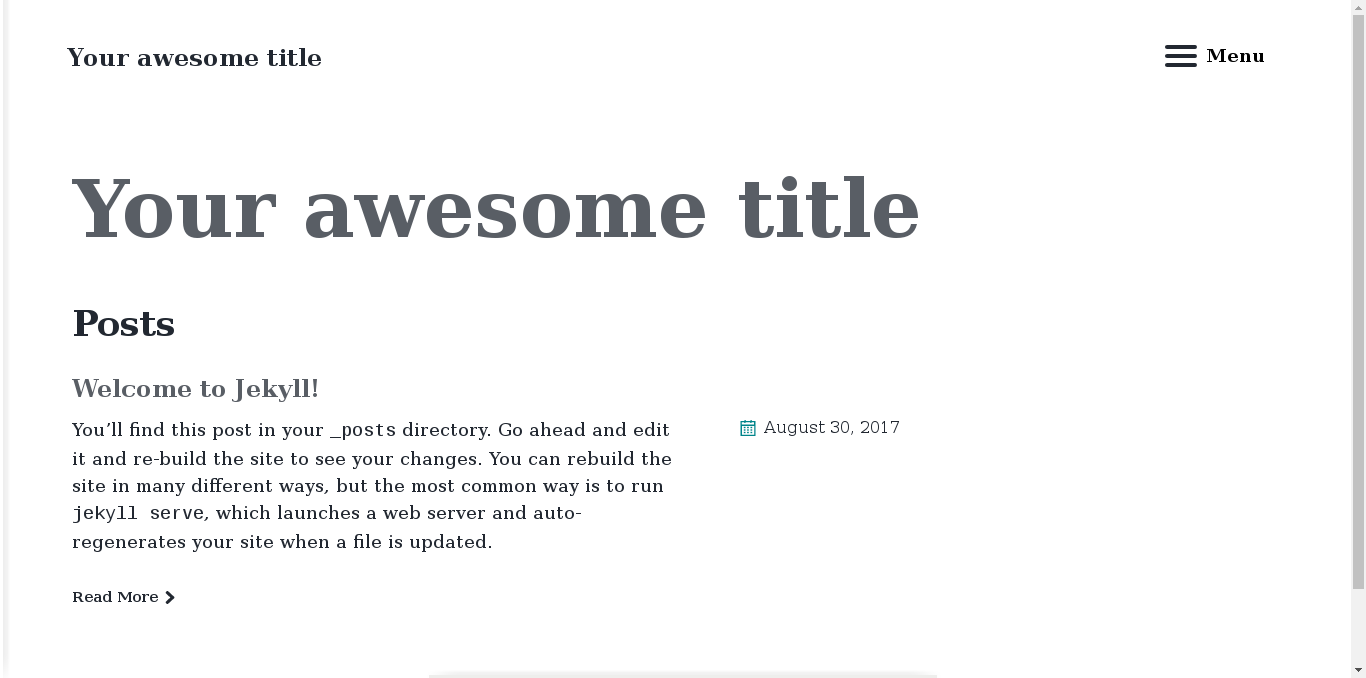 Your awesome title
Menu
Your awesome title
Posts
Welcome to Jekyll!
You’ll find this post in your _posts directory. Go ahead and edit
it and re-build the site to see your changes. You can rebuild the
site in many different ways, but the most common way is to run
jekyll serve, which launches a web server and auto-
regenerates your site when a file is updated.
August 30, 2017
Read More